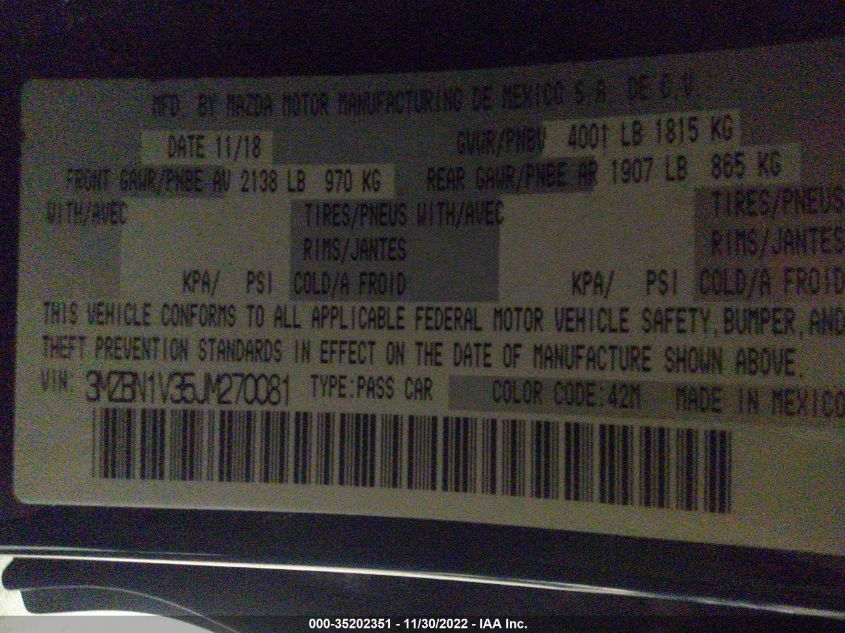 MFD. BY MAZDA MOTOR MANUFACTURING DE MEXICO S.A. DE C.V.
DATE 11/18 GVWR/PNBV 4001 LB 1815 KG
FRONT GAWR/PNBE AV 2138 LB 970 KG REAR GAWR/PNBE AR 1907 LB 865 KG
WITH/AVEC TIRES/PNEUS WITH/AVEC TIRES/PNEUS
RIMS/JANTES RIMS/JANTES
KPA/ PSI COLD/A FROID KPA/ PSI COLD/A FROID
THIS VEHICLE CONFORMS TO ALL APPLICABLE FEDERAL MOTOR VEHICLE SAFETY, BUMPER, AND
THEFT PREVENTION STANDARDS IN EFFECT ON THE DATE OF MANUFACTURE SHOWN ABOVE.
VIN: 3MZBN1V35JM270081 TYPE:PASS CAR COLOR CODE:42M MADE IN MEXICO
000-35202351 - 11/30/2022 - IAA Inc.